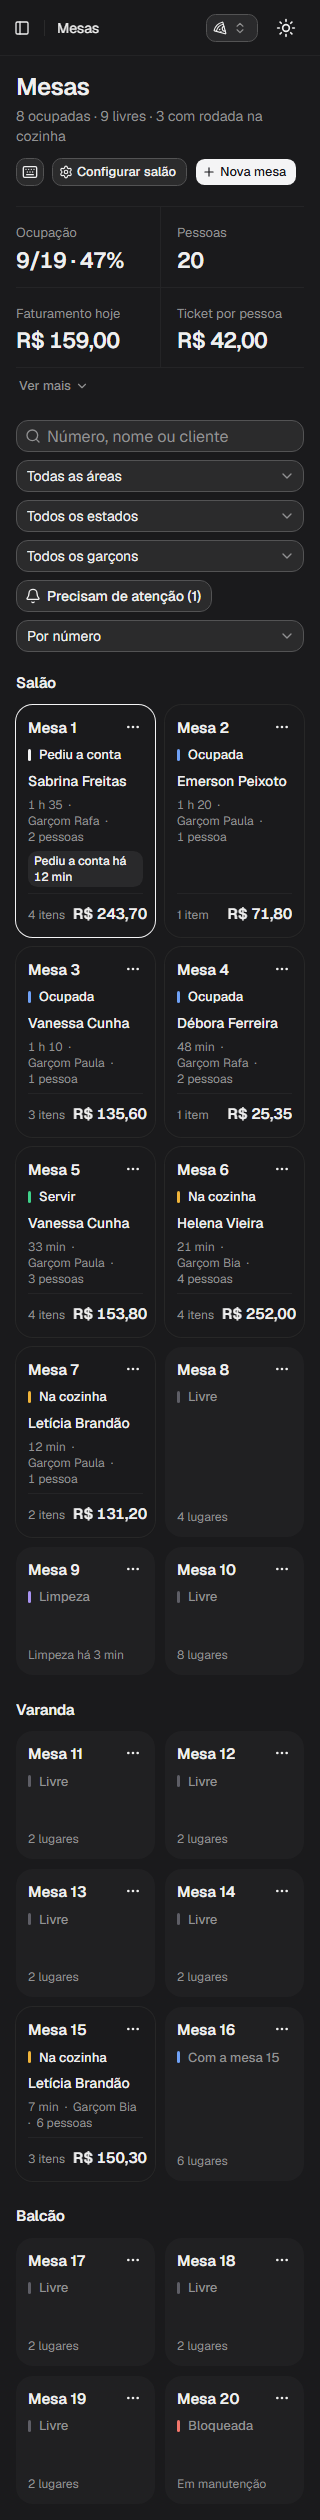 Mesas
Mesas
8 ocupadas · 9 livres · 3 com rodada na
cozinha
Configurar salão
Nova mesa
Ocupação
9/19 · 47%
Pessoas
20
Faturamento hoje
R$ 159,00
Ticket por pessoa
R$ 42,00
Ver mais
Número, nome ou cliente
Todas as áreas
Todos os estados
Todos os garçons
Precisam de atenção (1)
Por número
Salão
Mesa 1
Pediu a conta
Sabrina Freitas
1 h 35 ·
Garçom Rafa ·
2 pessoas
Pediu a conta há
12 min
4 itens R$ 243,70
Mesa 2
Ocupada
Emerson Peixoto
1 h 20 ·
Garçom Paula ·
1 pessoa
1 item R$ 71,80
Mesa 3
Ocupada
Vanessa Cunha
1 h 10 ·
Garçom Paula ·
1 pessoa
3 itens R$ 135,60
Mesa 4
Ocupada
Débora Ferreira
48 min ·
Garçom Rafa ·
2 pessoas
1 item R$ 25,35
Mesa 5
Servir
Vanessa Cunha
33 min ·
Garçom Paula ·
3 pessoas
4 itens R$ 153,80
Mesa 6
Na cozinha
Helena Vieira
21 min ·
Garçom Bia ·
4 pessoas
4 itens R$ 252,00
Mesa 7
Na cozinha
Letícia Brandão
12 min ·
Garçom Paula ·
1 pessoa
2 itens R$ 131,20
Mesa 8
Livre
4 lugares
Mesa 9
Limpeza
Limpeza há 3 min
Mesa 10
Livre
8 lugares
Varanda
Mesa 11
Livre
2 lugares
Mesa 12
Livre
2 lugares
Mesa 13
Livre
2 lugares
Mesa 14
Livre
2 lugares
Mesa 15
Na cozinha
Letícia Brandão
7 min · Garçom Bia
· 6 pessoas
3 itens R$ 150,30
Mesa 16
Com a mesa 15
6 lugares
Balcão
Mesa 17
Livre
2 lugares
Mesa 18
Livre
2 lugares
Mesa 19
Livre
2 lugares
Mesa 20
Bloqueada
Em manutenção